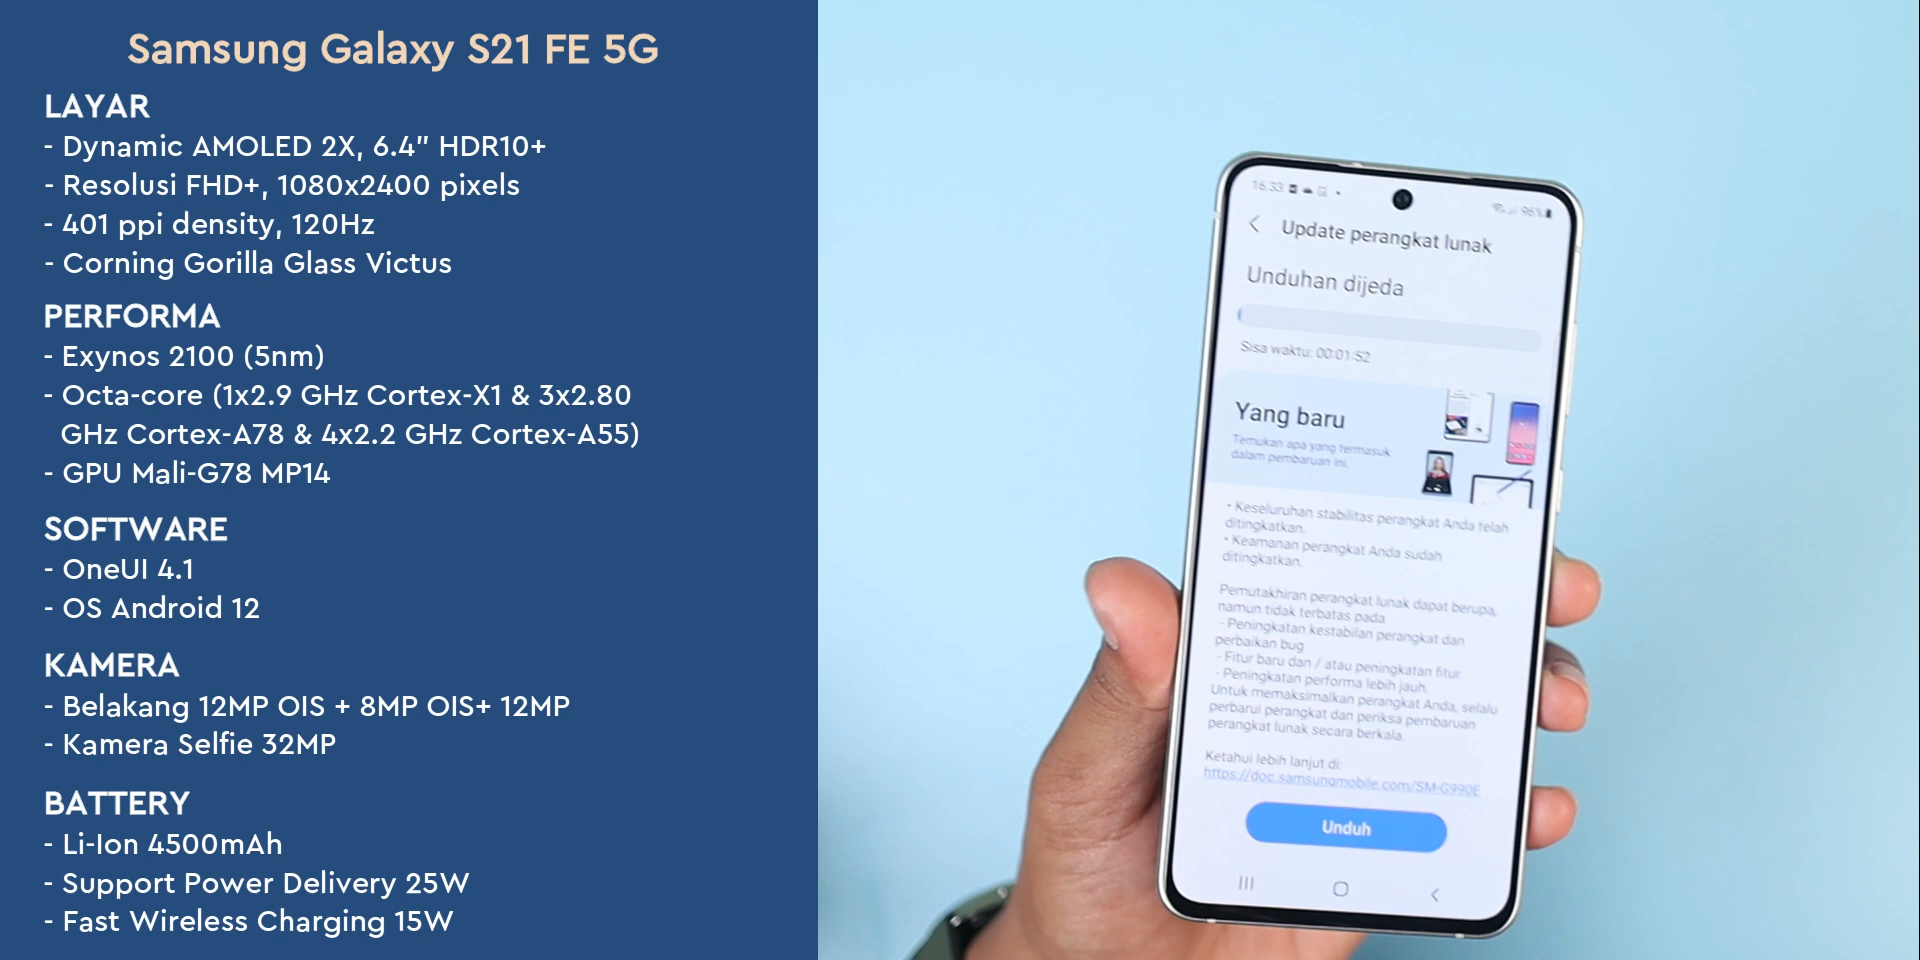 Samsung Galaxy S21 FE 5G
LAYAR
- Dynamic AMOLED 2X, 6.4" HDR10+
- Resolusi FHD+, 1080x2400 pixels
- 401 ppi density, 120Hz
- Corning Gorilla Glass Victus
PERFORMA
- Exynos 2100 (5nm)
- Octa-core (1x2.9 GHz Cortex-X1 & 3x2.80
GHz Cortex-A78 & 4x2.2 GHz Cortex-A55)
- GPU Mali-G78 MP14
SOFTWARE
- OneUI 4.1
- OS Android 12
KAMERA
- Belakang 12MP OIS + 8MP OIS+ 12MP
- Kamera Selfie 32MP
BATTERY
- Li-Ion 4500mAh
- Support Power Delivery 25W
- Fast Wireless Charging 15W
16.33
96%
Update perangkat lunak
Unduhan dijeda
Sisa waktu: 00:01:52
Yang baru
Temukan apa yang termasuk
dalam pembaruan ini.
• Keseluruhan stabilitas perangkat Anda telah
ditingkatkan.
• Keamanan perangkat Anda sudah
ditingkatkan.
Pemutakhiran perangkat lunak dapat berupa,
namun tidak terbatas pada
- Peningkatan kestabilan perangkat dan
perbaikan bug
- Fitur baru dan / atau peningkatan fitur.
- Peningkatan performa lebih jauh.
Untuk memaksimalkan perangkat Anda, selalu
perbarui perangkat dan periksa pembaruan
perangkat lunak secara berkala.
Ketahui lebih lanjut di:
https://doc.samsungmobile.com/SM-G990E
Unduh